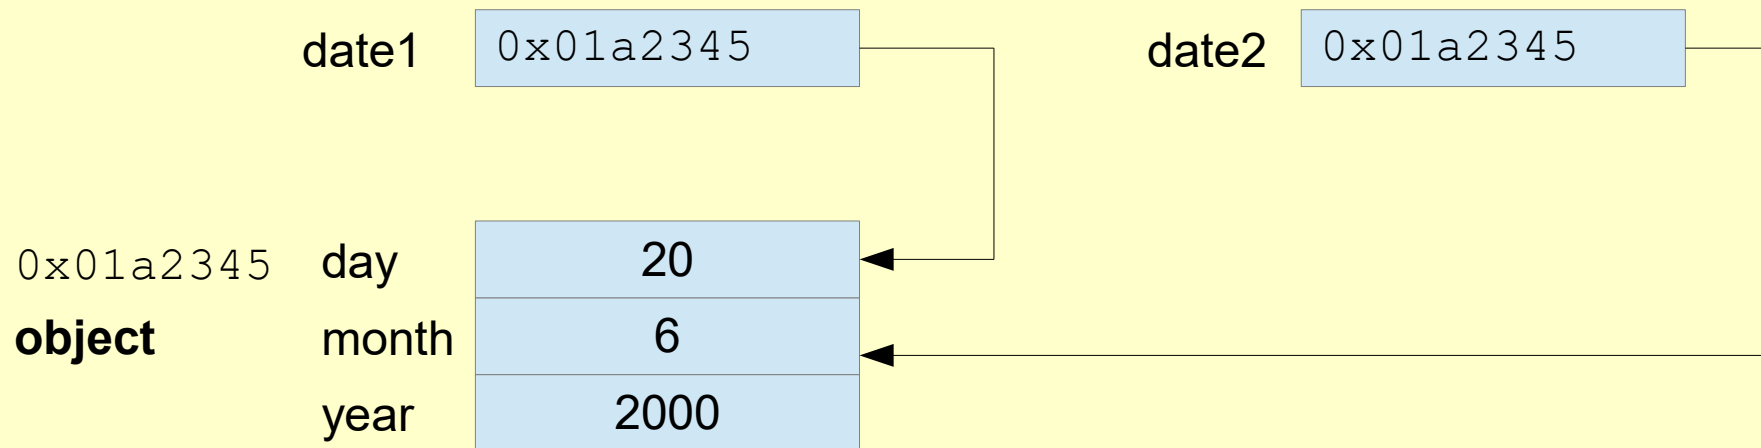 date1 0x01a2345 date2 0x01a2345
0x01a2345 day 20
object month 6
year 2000